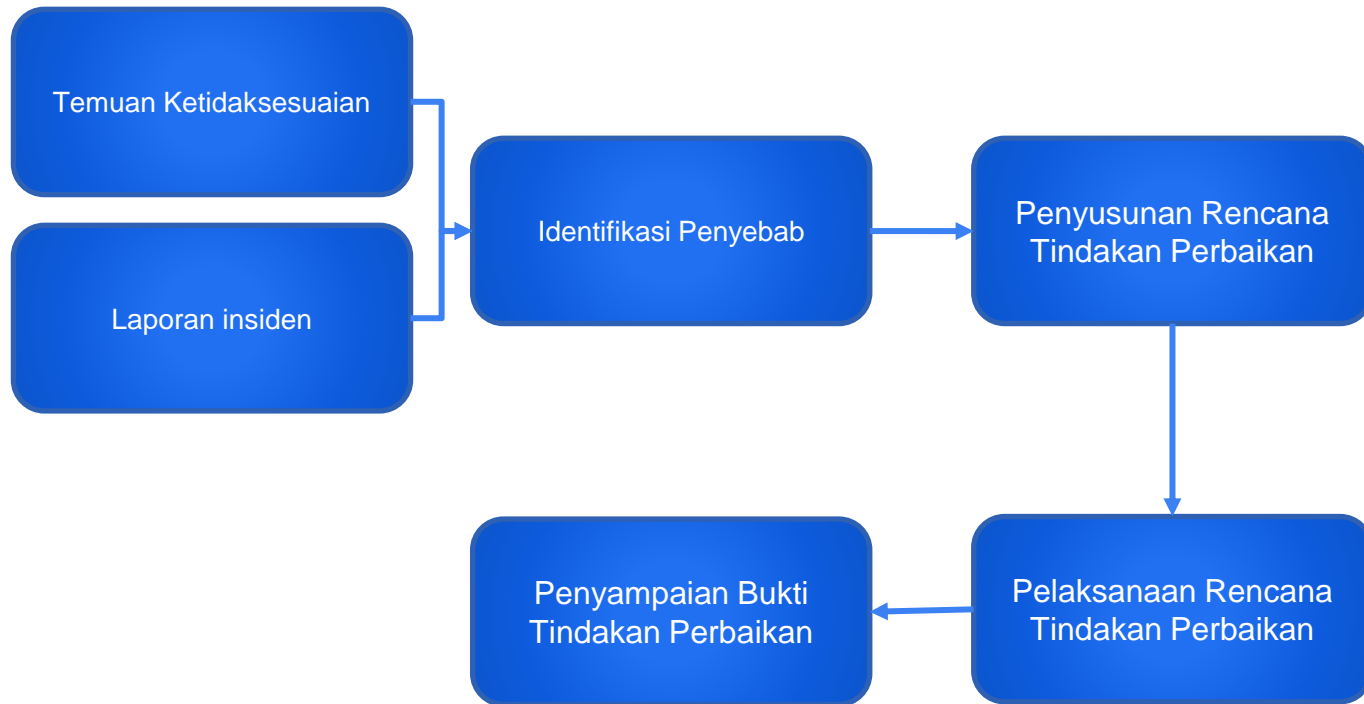 Temuan Ketidaksesuaian
Laporan insiden
Identifikasi Penyebab
Penyusunan Rencana
Tindakan Perbaikan
Pelaksanaan Rencana
Tindakan Perbaikan
Penyampaian Bukti
Tindakan Perbaikan